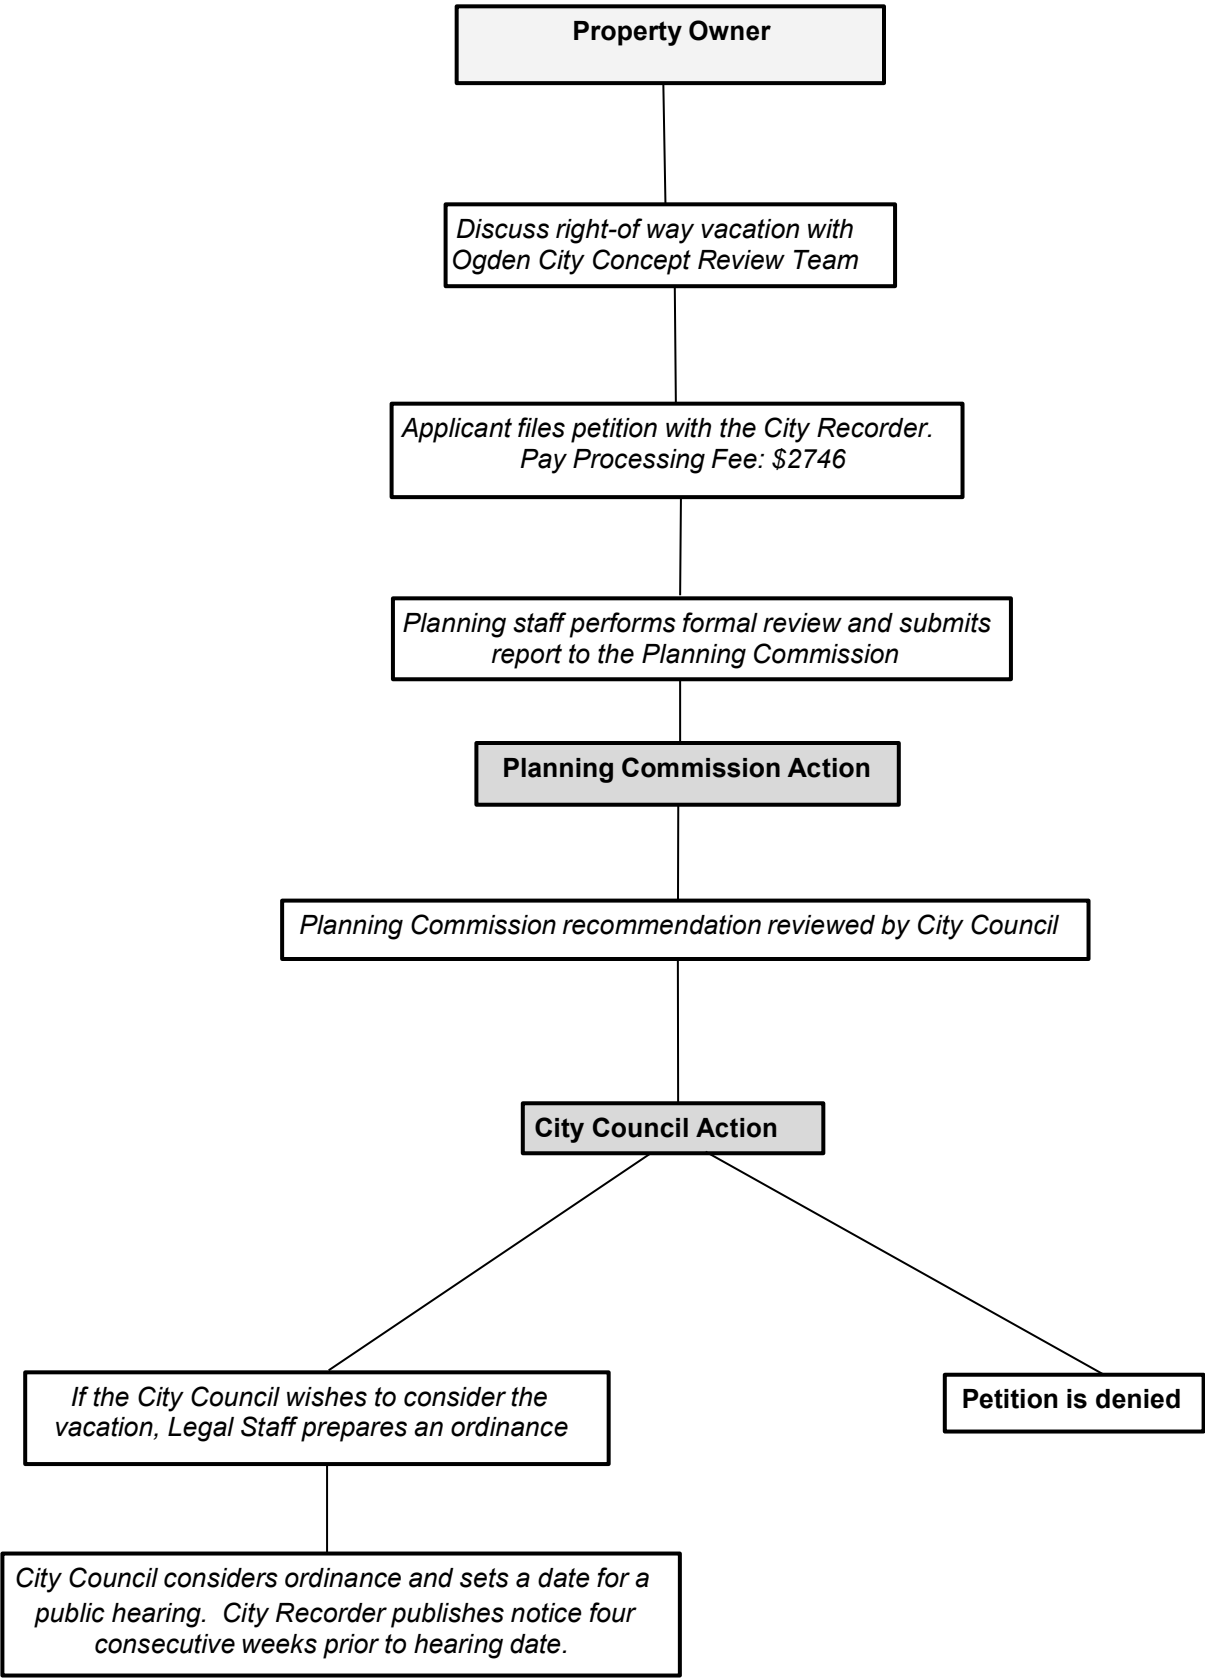 Property Owner
Discuss right-of way vacation with
Ogden City Concept Review Team
Applicant files petition with the City Recorder.
Pay Processing Fee: $2746
Planning staff performs formal review and submits
report to the Planning Commission
Planning Commission Action
Planning Commission recommendation reviewed by City Council
City Council Action
If the City Council wishes to consider the
vacation, Legal Staff prepares an ordinance
Petition is denied
City Council considers ordinance and sets a date for a
public hearing.  City Recorder publishes notice four
consecutive weeks prior to hearing date.